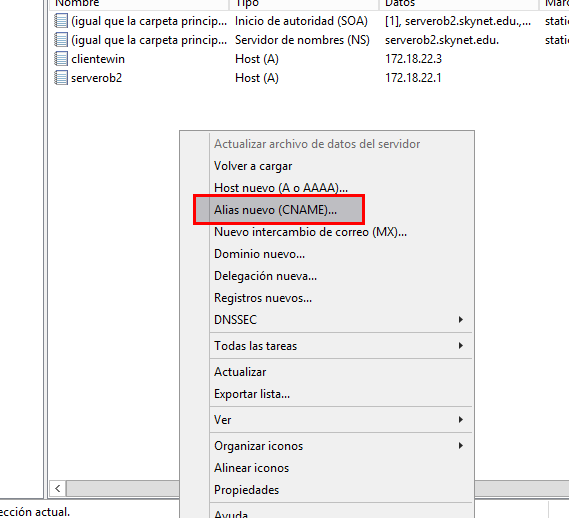 Nombre Tipo Datos Marc
(igual que la carpeta princip... Inicio de autoridad (SOA) [1], serverob2.skynet.edu.,... static
(igual que la carpeta princip... Servidor de nombres (NS) serverob2.skynet.edu. static
clientewin Host (A) 172.18.22.3
serverob2 Host (A) 172.18.22.1
Actualizar archivo de datos del servidor
Volver a cargar
Host nuevo (A o AAAA)...
Alias nuevo (CNAME)...
Nuevo intercambio de correo (MX)...
Dominio nuevo...
Delegación nueva...
Registros nuevos...
DNSSEC
Todas las tareas
Actualizar
Exportar lista...
Ver
Organizar iconos
Alinear iconos
Propiedades
Ayuda
ección actual.